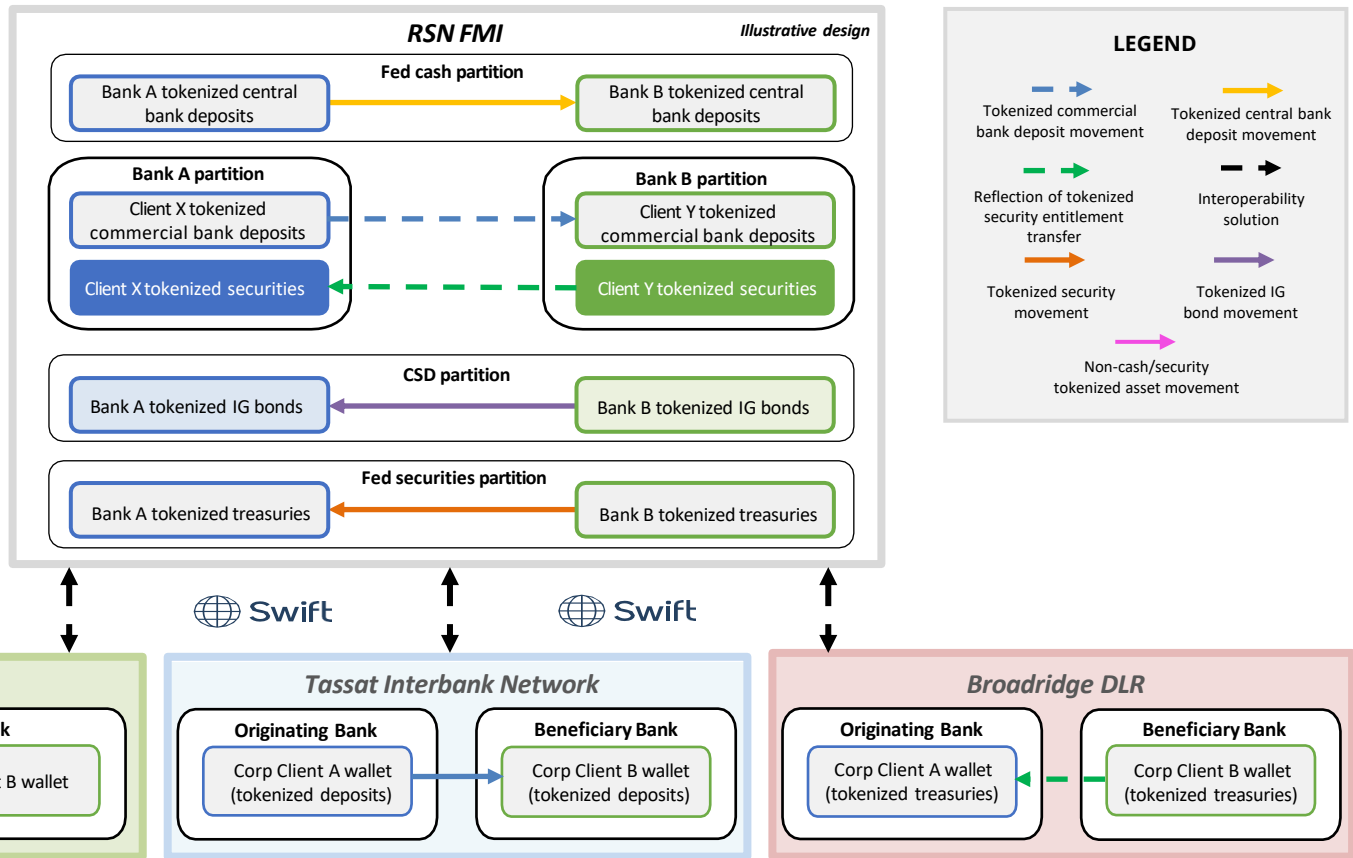 RSN FMI
Illustrative design
Fed cash partition
Bank A tokenized central
bank deposits
Bank B tokenized central
bank deposits
Bank A partition
Bank B partition
Client X tokenized
commercial bank deposits
Client Y tokenized
commercial bank deposits
Client X tokenized securities
Client Y tokenized securities
CSD partition
Bank A tokenized IG bonds
Bank B tokenized IG bonds
Fed securities partition
Bank A tokenized treasuries
Bank B tokenized treasuries
LEGEND
Tokenized commercial
bank deposit movement
Tokenized central bank
deposit movement
Reflection of tokenized
security entitlement
transfer
Interoperability
solution
Tokenized security
movement
Tokenized IG
bond movement
Non-cash/security
tokenized asset movement
Swift
Swift
k
t B wallet
Tassat Interbank Network
Originating Bank
Corp Client A wallet
(tokenized deposits)
Beneficiary Bank
Corp Client B wallet
(tokenized deposits)
Broadridge DLR
Originating Bank
Corp Client A wallet
(tokenized treasuries)
Beneficiary Bank
Corp Client B wallet
(tokenized treasuries)